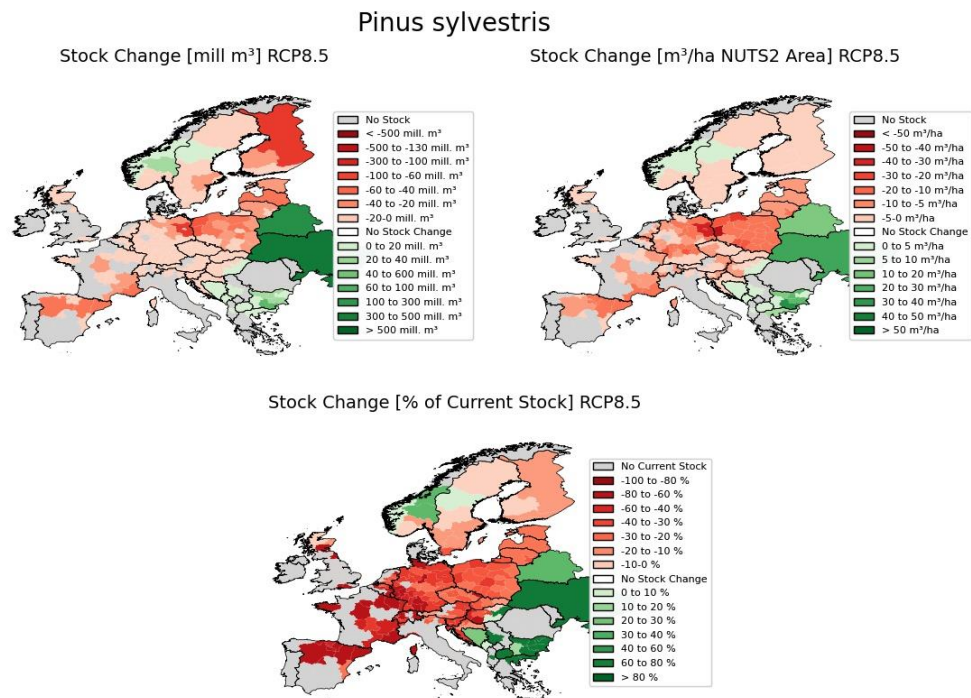 Pinus sylvestris
Stock Change [mill m³] RCP8.5
No Stock
< -500 mill. m³
-500 to -130 mill. m³
-300 to -100 mill. m³
-100 to -60 mill. m³
-60 to -40 mill. m³
-40 to -20 mill. m³
-20-0 mill. m³
No Stock Change
0 to 20 mill. m³
20 to 40 mill. m³
40 to 600 mill. m³
60 to 100 mill. m³
100 to 300 mill. m³
300 to 500 mill. m³
> 500 mill. m³
Stock Change [m³/ha NUTS2 Area] RCP8.5
No Stock
< -50 m³/ha
-50 to -40 m³/ha
-40 to -30 m³/ha
-30 to -20 m³/ha
-20 to -10 m³/ha
-10 to -5 m³/ha
-5-0 m³/ha
No Stock Change
0 to 5 m³/ha
5 to 10 m³/ha
10 to 20 m³/ha
20 to 30 m³/ha
30 to 40 m³/ha
40 to 50 m³/ha
> 50 m³/ha
Stock Change [% of Current Stock] RCP8.5
No Current Stock
-100 to -80 %
-80 to -60 %
-60 to -40 %
-40 to -30 %
-30 to -20 %
-20 to -10 %
-10-0 %
No Stock Change
0 to 10 %
10 to 20 %
20 to 30 %
30 to 40 %
40 to 60 %
60 to 80 %
> 80 %